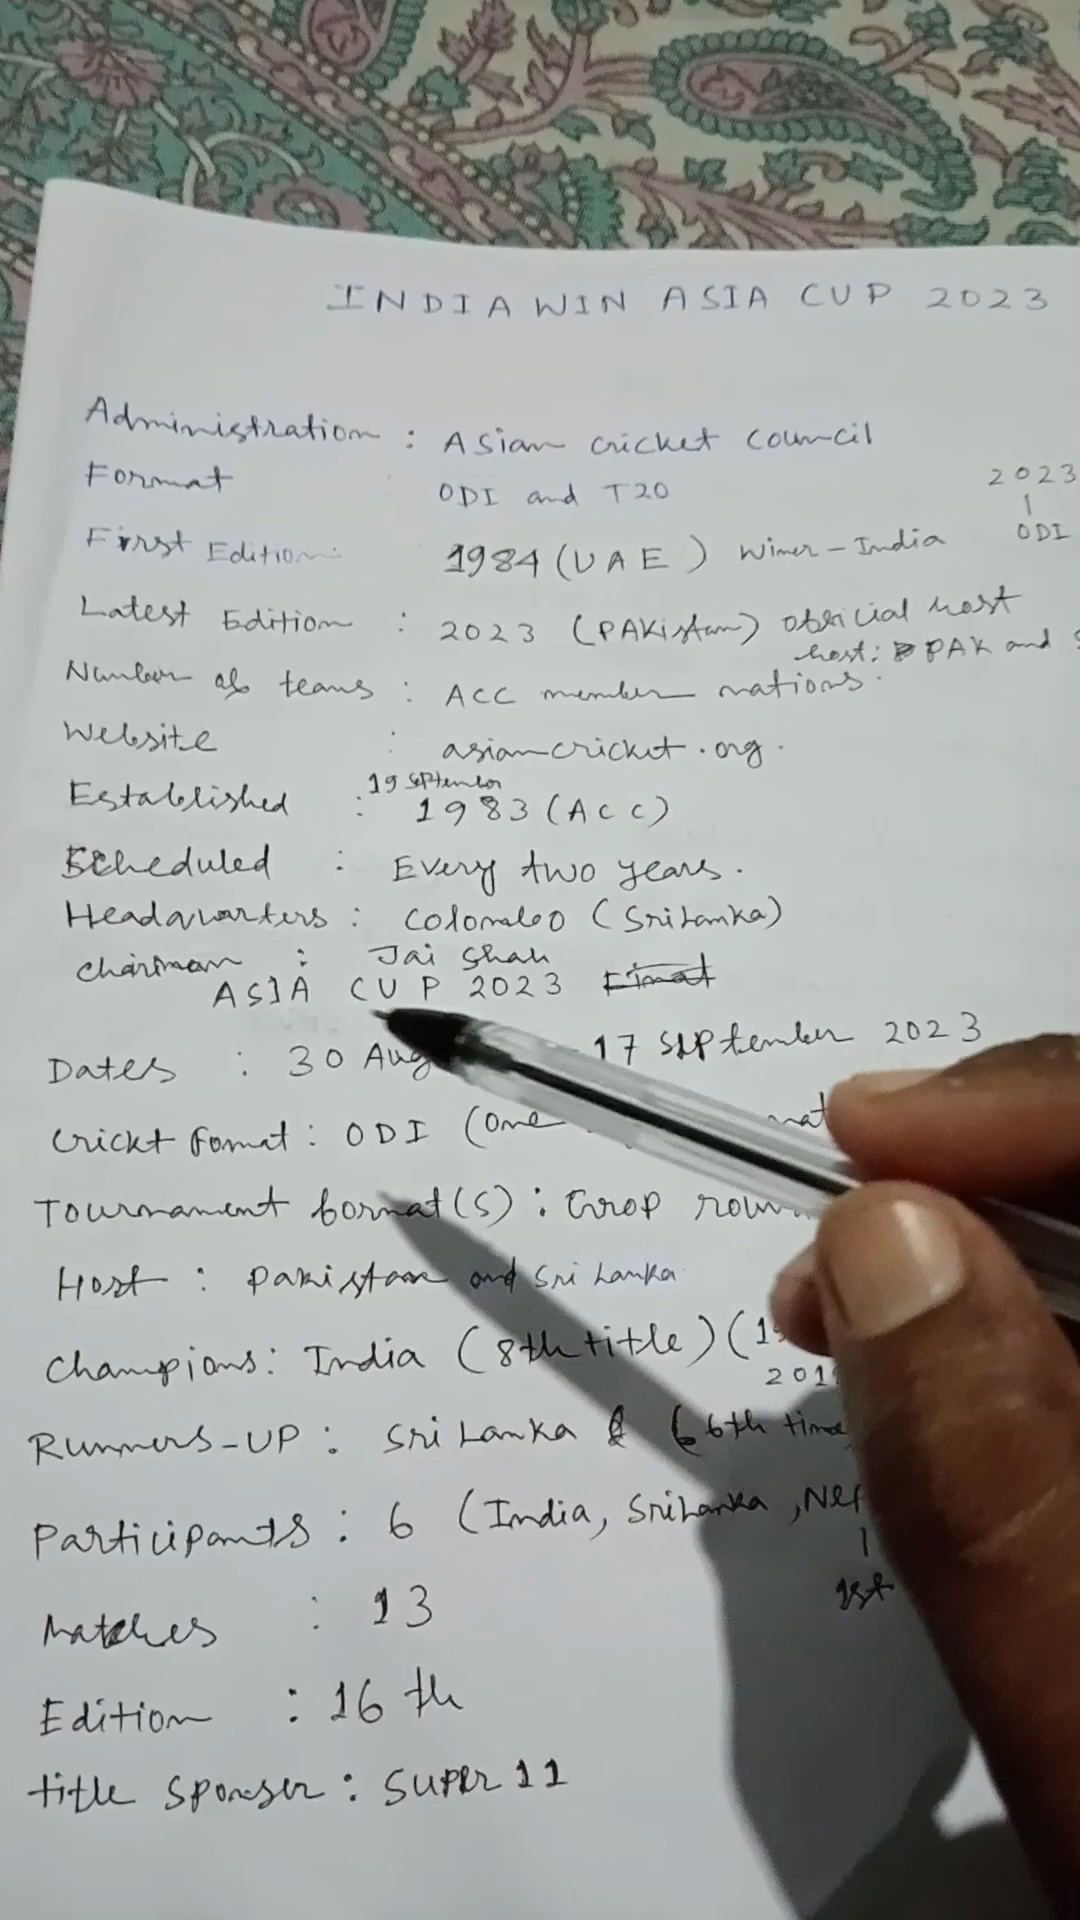 INDIA WIN ASIA CUP 2023
Administration : Asian cricket council
Format ODI and T20
2023
ODI
First Edition: 1984 (UAE) Winer - India
Latest Edition : 2023 (PAKistan) official host
host: PAK and
Number of teams : ACC member nations.
Website : asiancricket.org.
19 September
Established : 1983 (ACC)
Scheduled : Every two years.
Headquarters : Colombo (SriLanka)
chairman : Jai Shah
ASIA CUP 2023
Dates : 30 Aug 17 September 2023
Crickt Fomat : ODI (One
Tournament format(s) : Grop
Host : Pakistan and Sri Lanka
Champions: India (8th title) (
Runners-UP : Sri Lanka (6th time
Participants : 6 (India, SriLanka,
1st
Matches : 13
Edition : 16 th
title sponser : SUPER 11